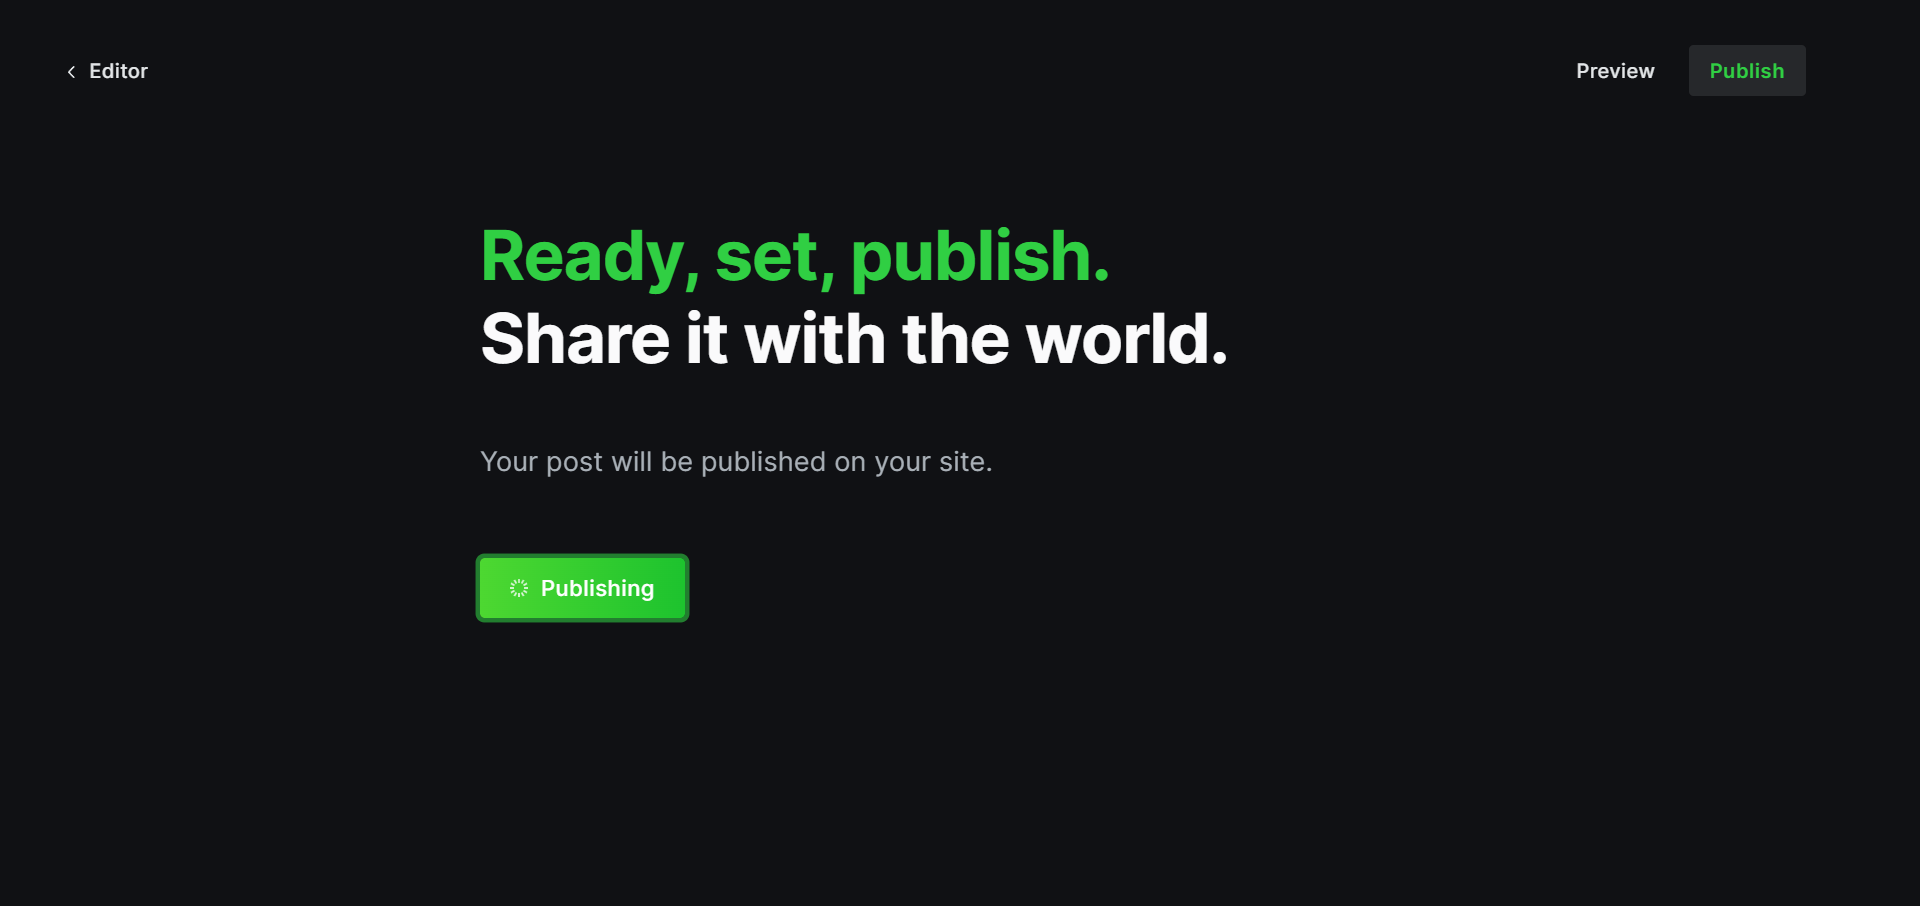 Editor
Preview
Publish
Ready, set, publish.
Share it with the world.
Your post will be published on your site.
Publishing